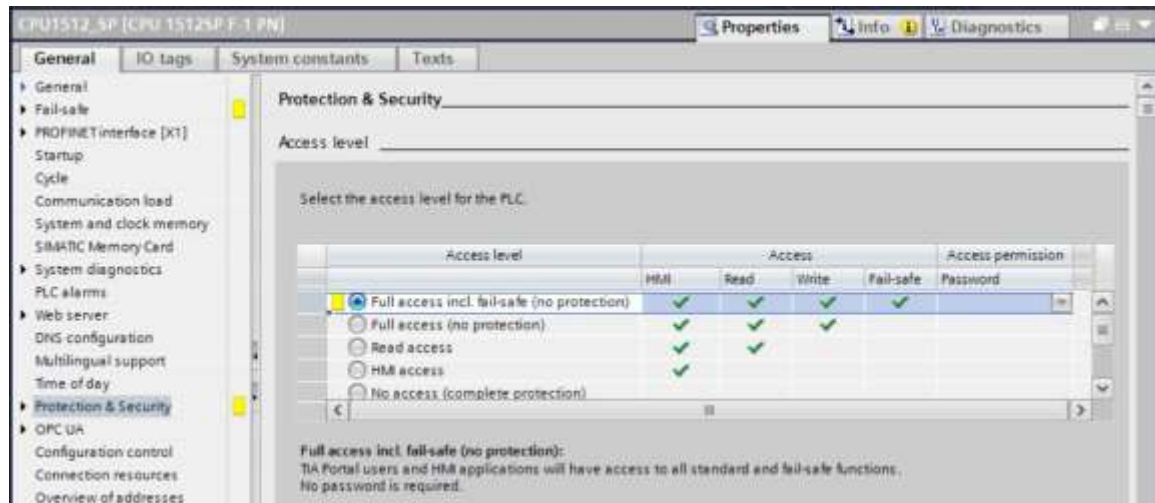 CPU1512_SP [CPU 1512SP F-1 PN]
Properties
Info
Diagnostics
General
IO tags
System constants
Texts
General
Fail-safe
PROFINET interface [X1]
Startup
Cycle
Communication load
System and clock memory
SIMATIC Memory Card
System diagnostics
PLC alarms
Web server
DNS configuration
Multilingual support
Time of day
Protection & Security
OPC UA
Configuration control
Connection resources
Overview of addresses
Protection & Security
Access level
Select the access level for the PLC.
Access level Access Access permission
HMI Read Write Fail-safe Password
Full access incl. fail-safe (no protection)
Full access (no protection)
Read access
HMI access
No access (complete protection)
Full access incl. fail-safe (no protection):
TIA Portal users and HMI applications will have access to all standard and fail-safe functions.
No password is required.